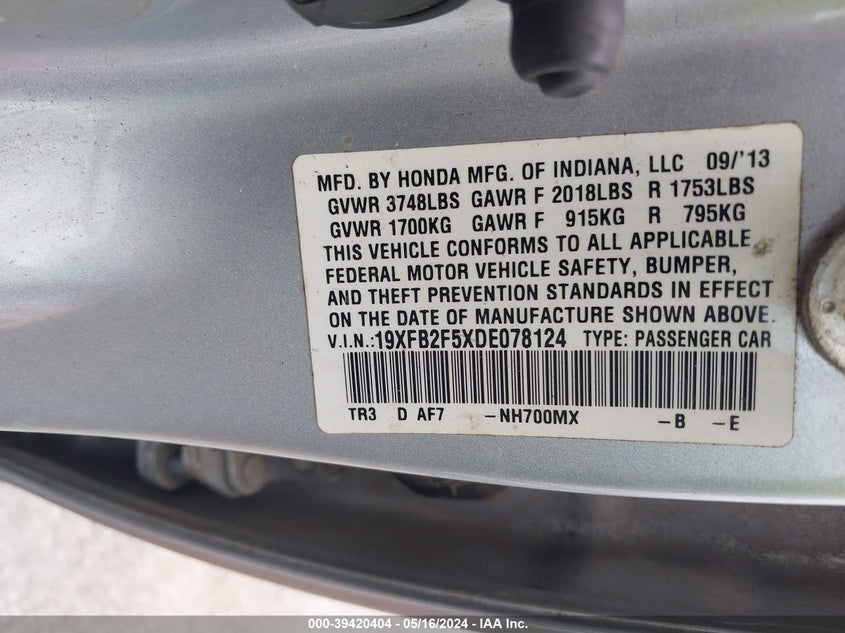 MFD. BY HONDA MFG. OF INDIANA, LLC 09/'13
GVWR 3748LBS GAWR F 2018LBS R 1753LBS
GVWR 1700KG GAWR F 915KG R 795KG
THIS VEHICLE CONFORMS TO ALL APPLICABLE
FEDERAL MOTOR VEHICLE SAFETY, BUMPER,
AND THEFT PREVENTION STANDARDS IN EFFECT
ON THE DATE OF MANUFACTURE SHOWN ABOVE.
V.I.N.:19XFB2F5XDE078124 TYPE: PASSENGER CAR
TR3 D AF7 -NH700MX -B -E
000-39420404 - 05/16/2024 - IAA Inc.